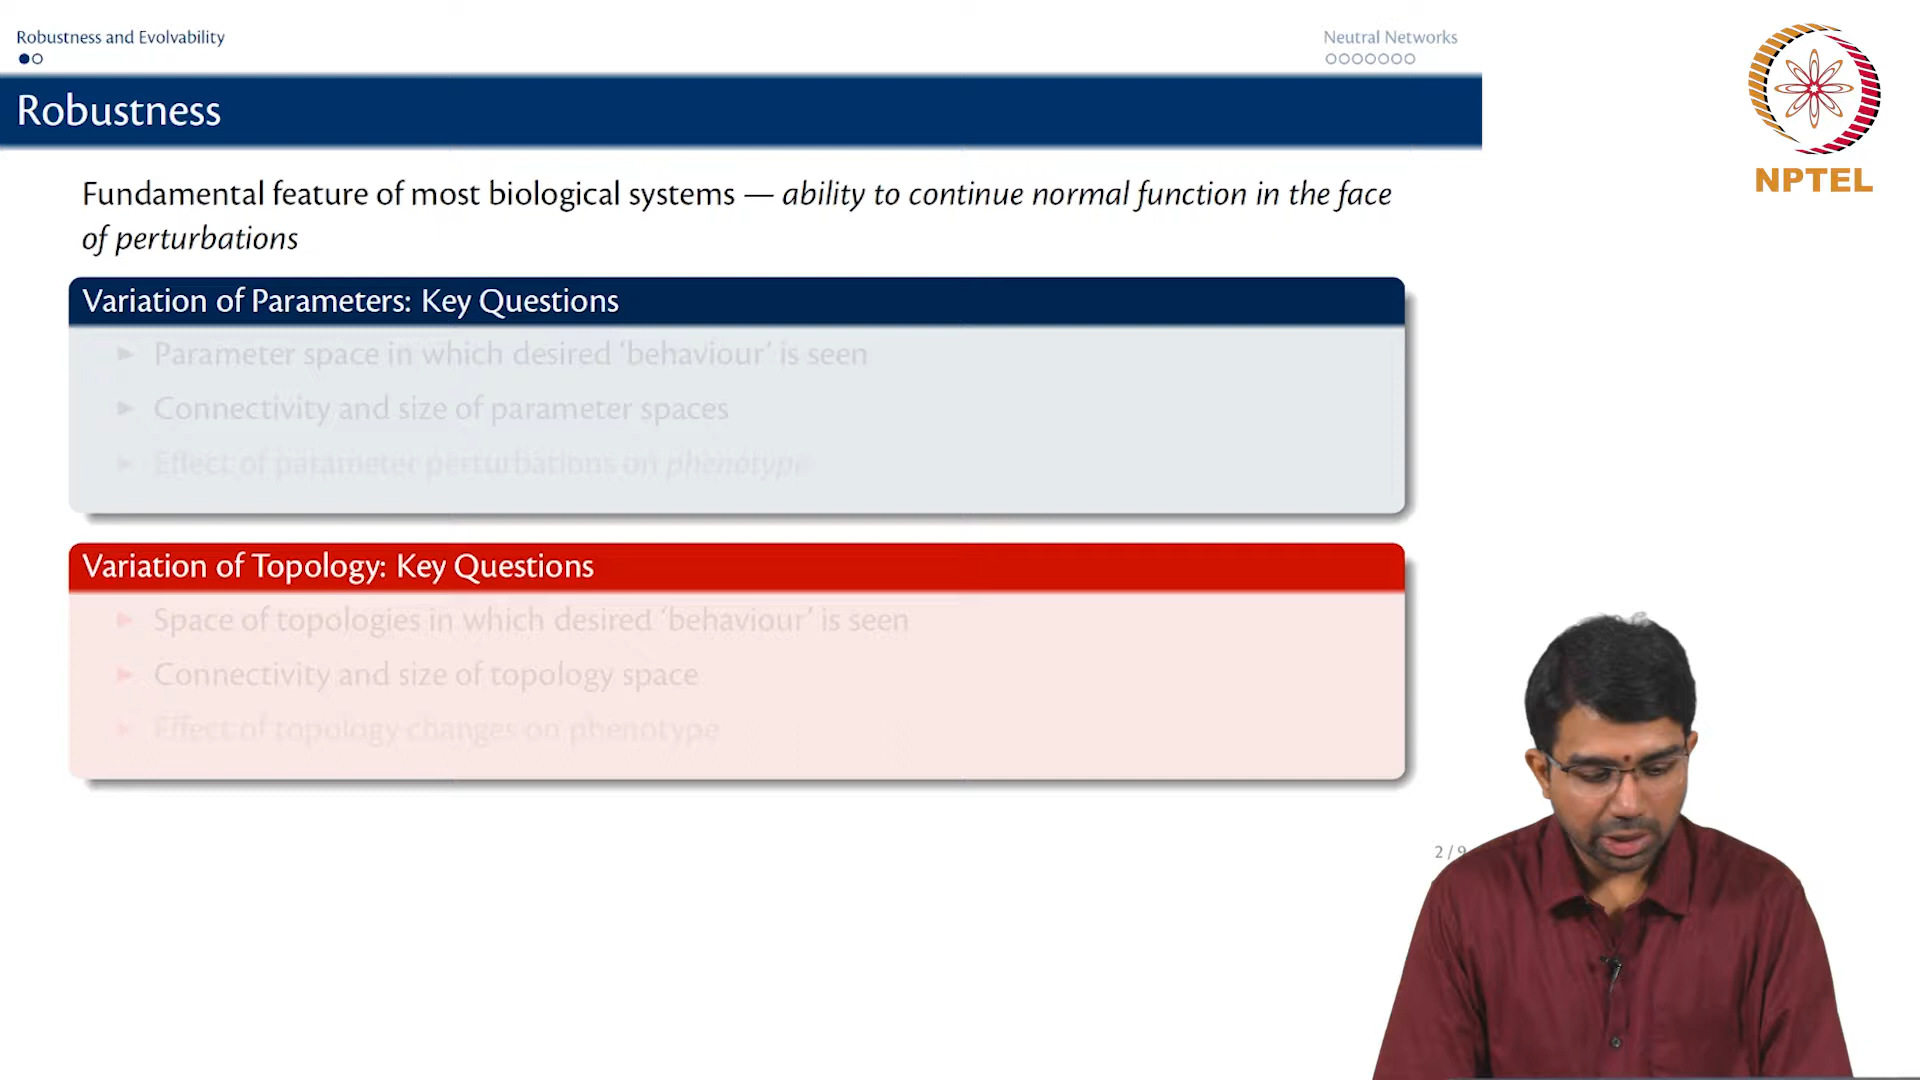 Robustness and Evolvability
Neutral Networks
Robustness
Fundamental feature of most biological systems — ability to continue normal function in the face
of perturbations
Variation of Parameters: Key Questions
► Parameter space in which desired ‘behaviour’ is seen
► Connectivity and size of parameter spaces
► Effect of parameter perturbations on phenotype
Variation of Topology: Key Questions
► Space of topologies in which desired ‘behaviour’ is seen
► Connectivity and size of topology space
► Effect of topology changes on phenotype
2 / 9
NPTEL